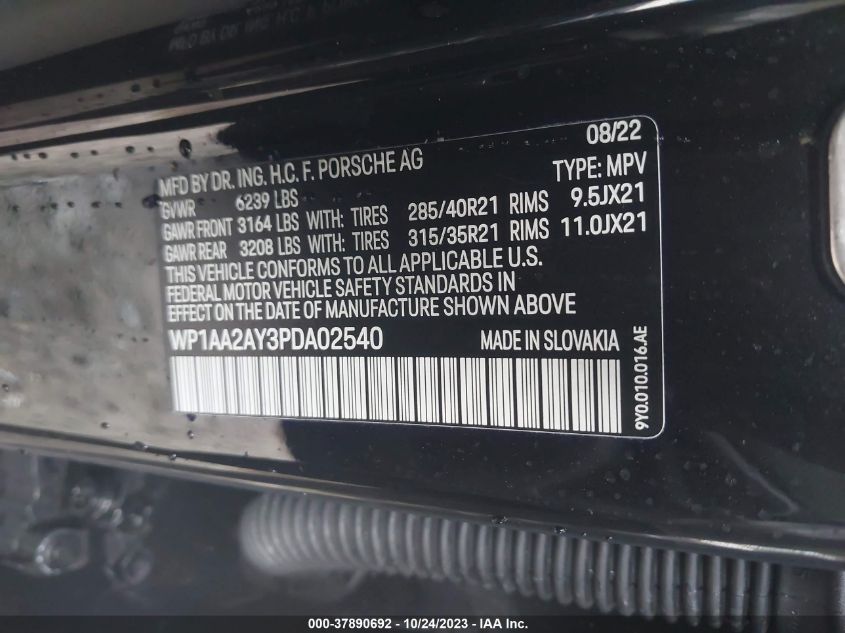 08/22
MFD BY DR. ING. H.C. F. PORSCHE AG TYPE: MPV
GVWR 6239 LBS
GAWR FRONT 3164 LBS WITH: TIRES 285/40R21 RIMS 9.5JX21
GAWR REAR 3208 LBS WITH: TIRES 315/35R21 RIMS 11.0JX21
THIS VEHICLE CONFORMS TO ALL APPLICABLE U.S.
FEDERAL MOTOR VEHICLE SAFETY STANDARDS IN
EFFECT ON THE DATE OF MANUFACTURE SHOWN ABOVE
WP1AA2AY3PDA02540 MADE IN SLOVAKIA
9Y0.010.016.AE
000-37890692 / 10/24/2023 - IAA Inc.